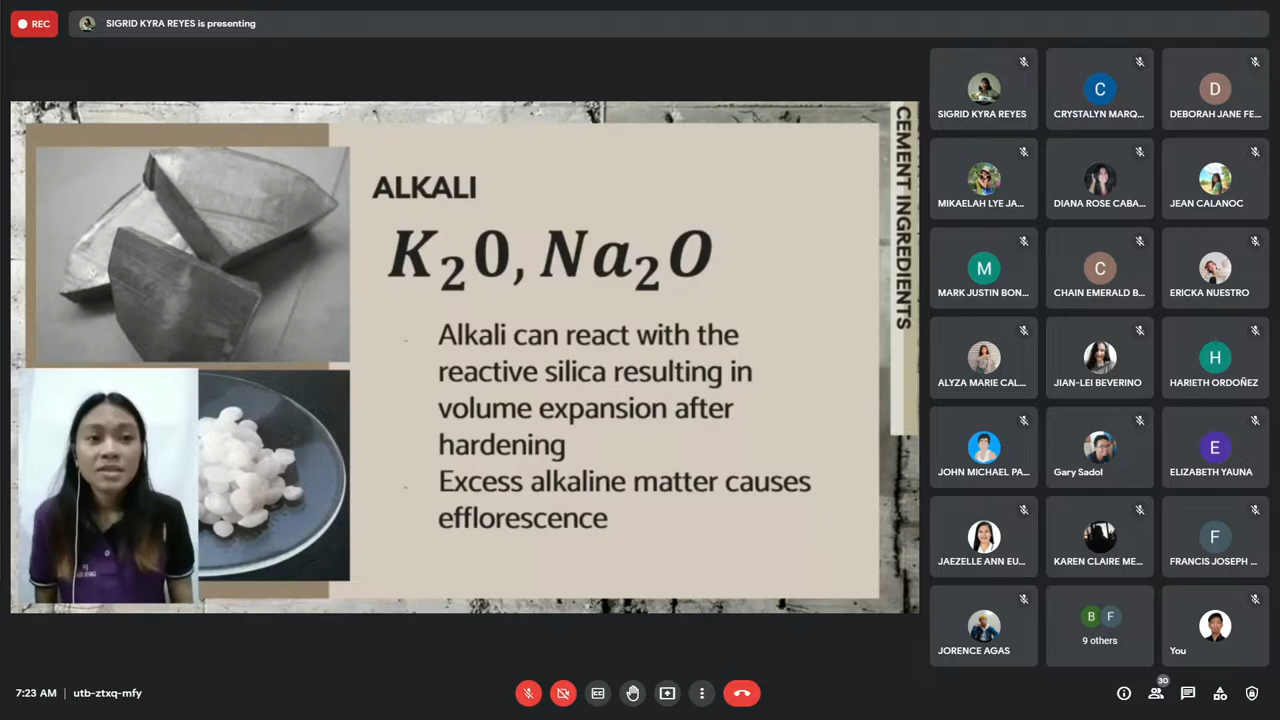 REC
SIGRID KYRA REYES is presenting
CEMENT INGREDIENTS
ALKALI
K₂0, Na₂O
Alkali can react with the
reactive silica resulting in
volume expansion after
hardening
Excess alkaline matter causes
efflorescence
SIGRID KYRA REYES
C
CRYSTALYN MARQ...
D
DEBORAH JANE FE...
MIKAELAH LYE JA...
DIANA ROSE CABA...
JEAN CALANOC
M
MARK JUSTIN BON...
C
CHAIN EMERALD B...
ERICKA NUESTRO
ALYZA MARIE CAL...
JIAN-LEI BEVERINO
H
HARIETH ORDOÑEZ
JOHN MICHAEL PA...
Gary Sadol
E
ELIZABETH YAUNA
JAEZELLE ANN EU...
KAREN CLAIRE ME...
F
FRANCIS JOSEPH ...
JORENCE AGAS
B F
9 others
You
7:23 AM | utb-ztxq-mfy
30